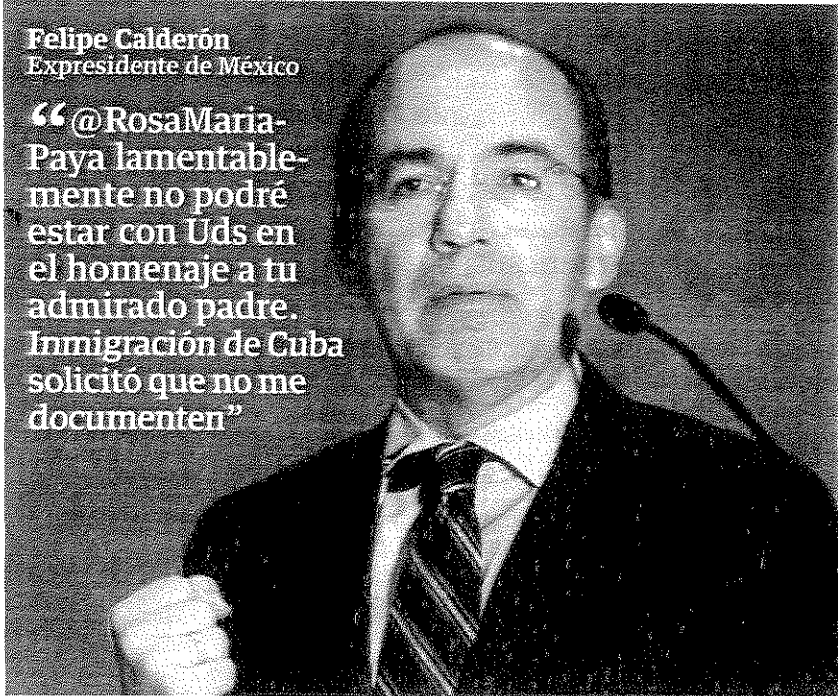 Felipe Calderón
Expresidente de México
“@RosaMaria-
Paya lamentable-
mente no podré
estar con Uds en
el homenaje a tu
admirado padre.
Inmigración de Cuba
solicitó que no me
documenten”